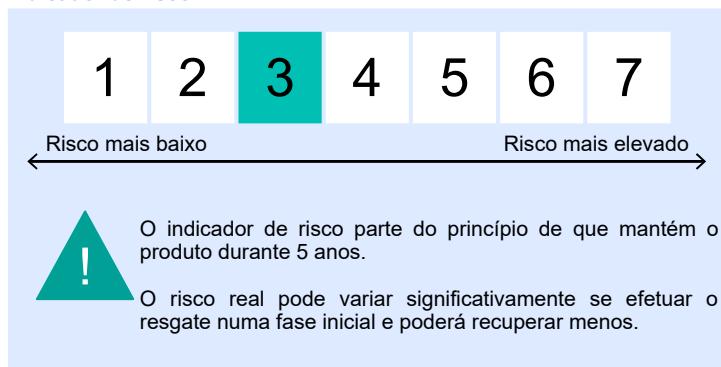 1 2 3 4 5 6 7
Risco mais baixo Risco mais elevado
! O indicador de risco parte do princípio de que mantém o
produto durante 5 anos.
O risco real pode variar significativamente se efetuar o
resgate numa fase inicial e poderá recuperar menos.